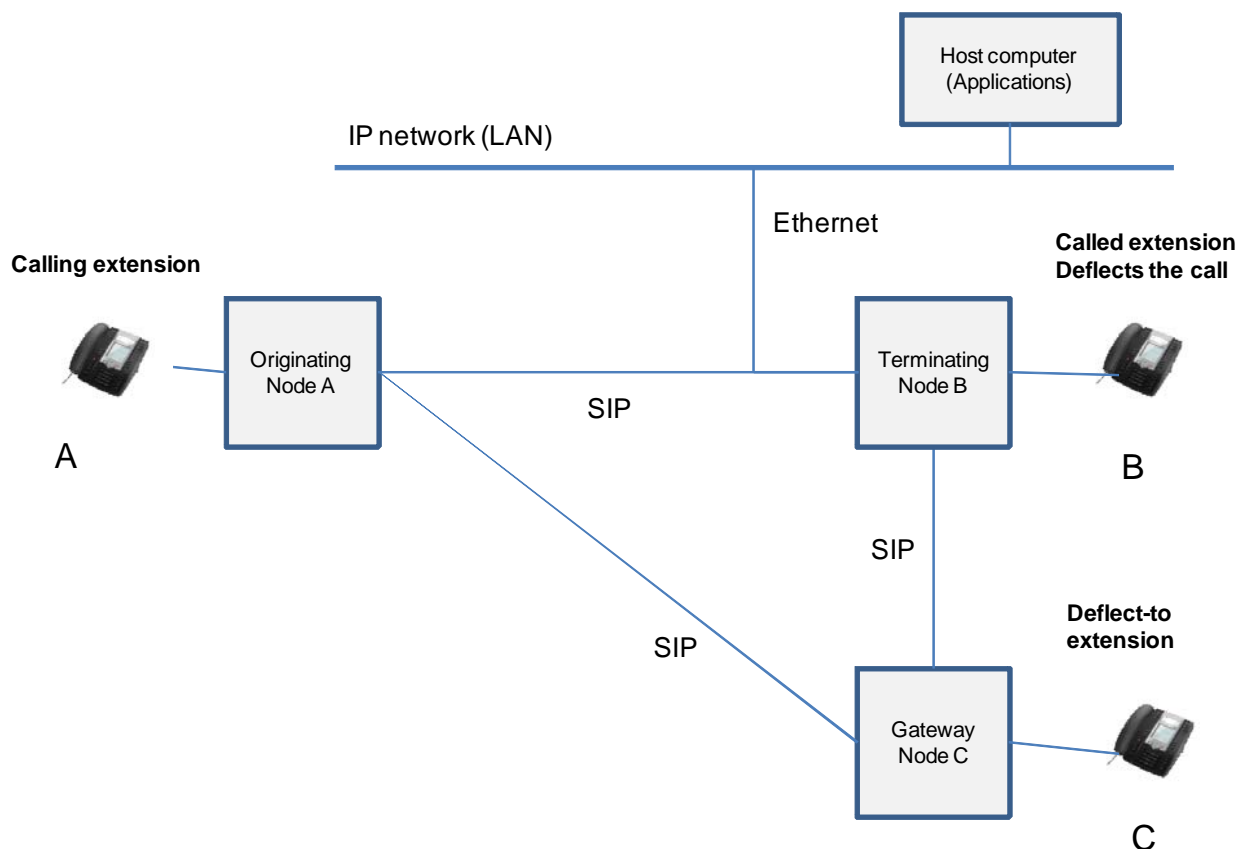 Host computer
(Applications)
IP network (LAN)
Ethernet
Called extension
Deflects the call
Calling extension
Originating
Node A
Terminating
Node B
SIP
A
B
SIP
Deflect-to
extension
SIP
Gateway
Node C
C